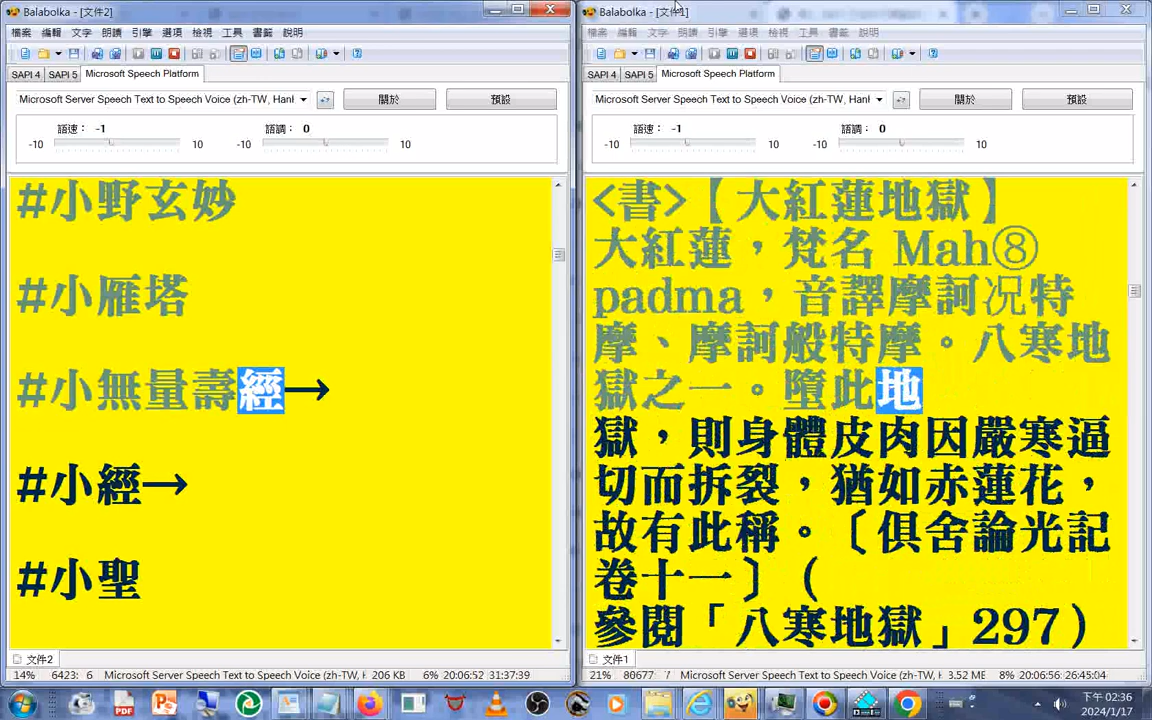 Balabolka - [文件2]
檔案 編輯 文字 朗讀 引擎 選項 檢視 工具 書籤 說明
SAPI 4 SAPI 5 Microsoft Speech Platform
Microsoft Server Speech Text to Speech Voice (zh-TW, Hanl 關於 預設
語速： -1 語調： 0
-10 10 -10 10
#小野玄妙
#小雁塔
#小無量壽經→
#小經→
#小聖
文件2
14% 6423: 6 Microsoft Server Speech Text to Speech Voice (zh-TW, H 206 KB 6% 20:06:52 31:37:39
Balabolka - [文件1]
檔案 編輯 文字 朗讀 引擎 選項 檢視 工具 書籤 說明
SAPI 4 SAPI 5 Microsoft Speech Platform
Microsoft Server Speech Text to Speech Voice (zh-TW, Hanl 關於 預設
語速： -1 語調： 0
-10 10 -10 10
<書>【大紅蓮地獄】
大紅蓮，梵名 Mah⑧
padma，音譯摩訶况特
摩、摩訶般特摩。八寒地
獄之一。墮此地
獄，則身體皮肉因嚴寒逼
切而拆裂，猶如赤蓮花，
故有此稱。〔俱舍論光記
卷十一〕（
參閱「八寒地獄」297）
文件1
21% 80677: 7 Microsoft Server Speech Text to Speech Voice (zh-TW, H 3.52 MB 8% 20:06:56:26:45:04
下午 02:36
2024/1/17